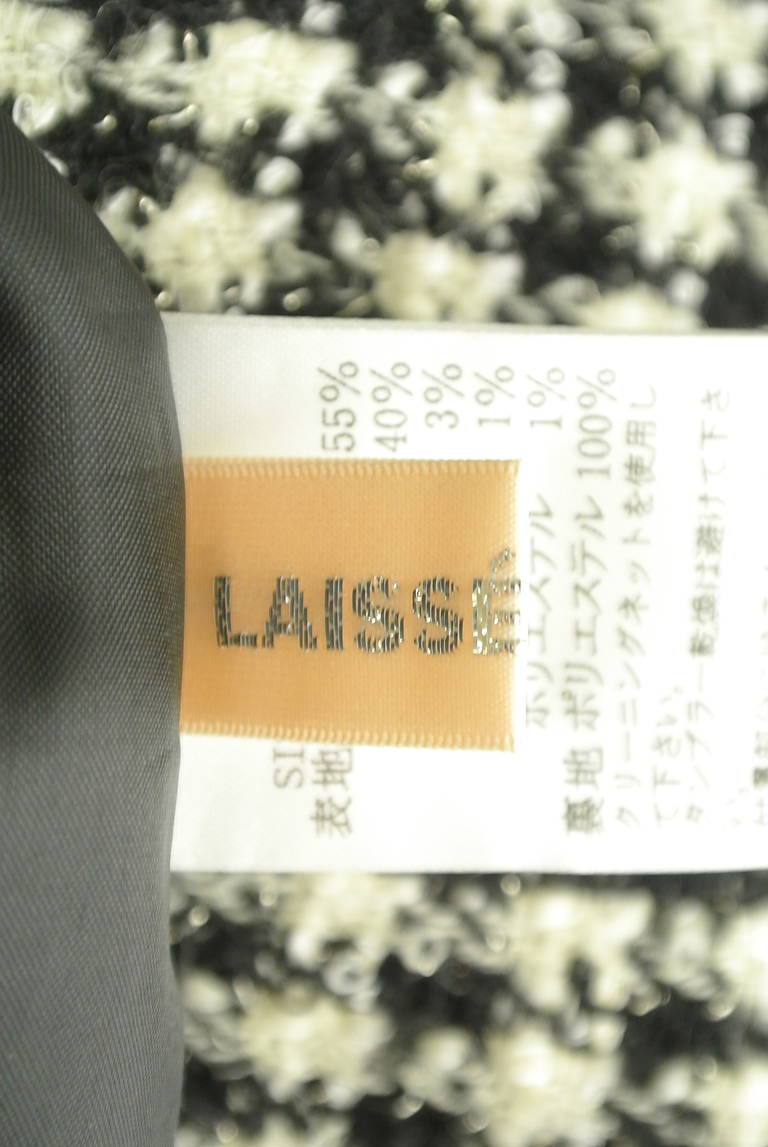 LAISSÉ
SI
表地 55%
40%
3%
1%
ポリエステル 1%
裏地 ポリエステル 100%
クリーニングネットを使用し
て下さい。
タンブラー乾燥は避けて下さ